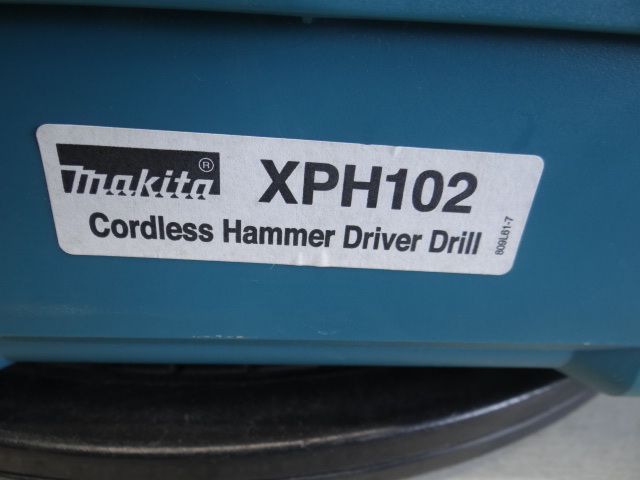 Makita® XPH102
Cordless Hammer Driver Drill
809L61-7